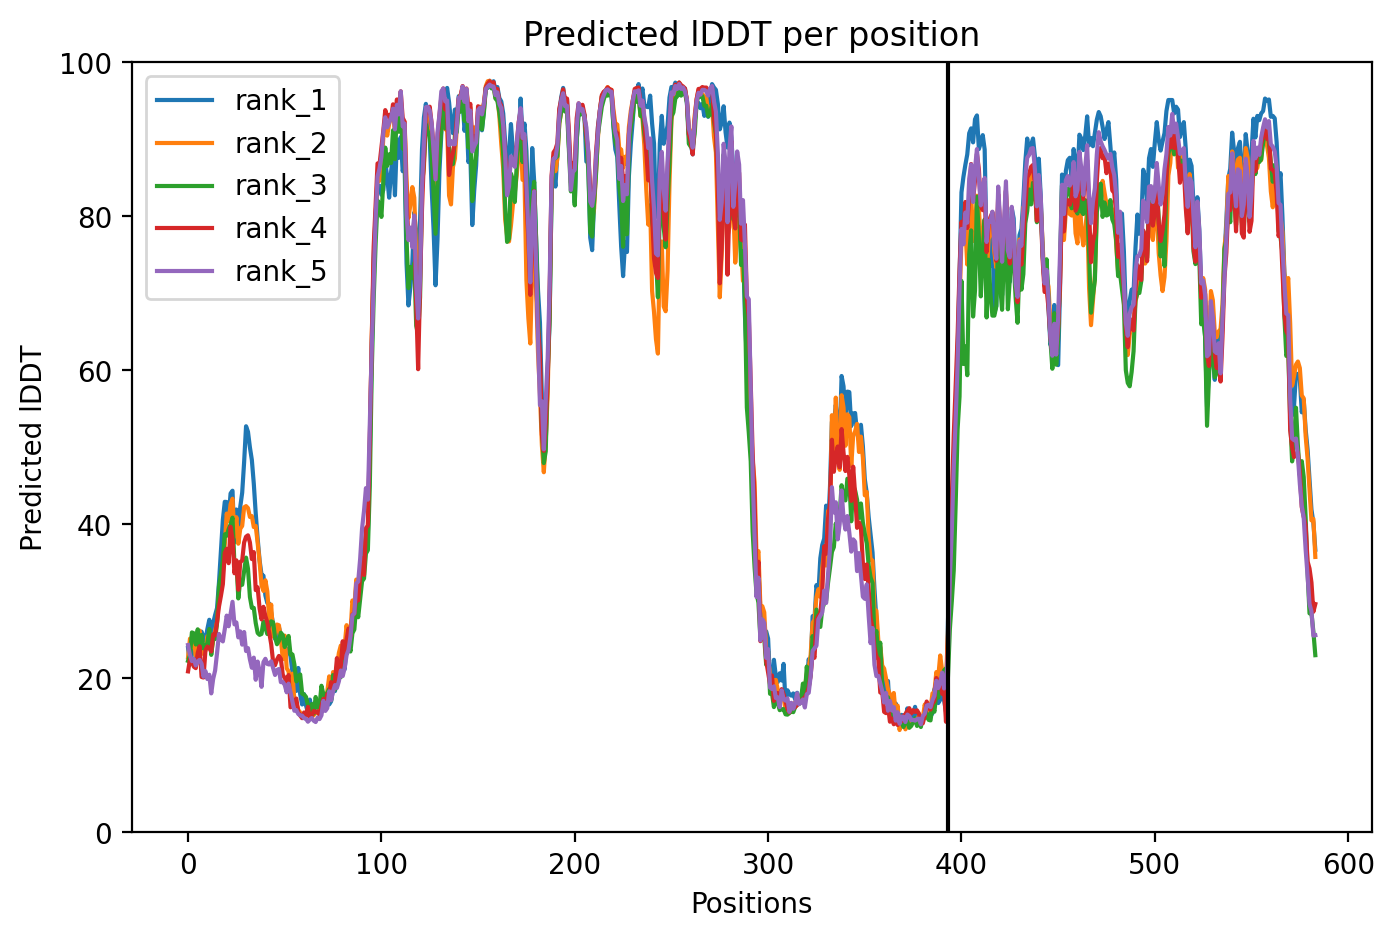 Predicted lDDT per position
100
80
60
40
20
0
Predicted lDDT
rank_1
rank_2
rank_3
rank_4
rank_5
0 100 200 300 400 500 600
Positions